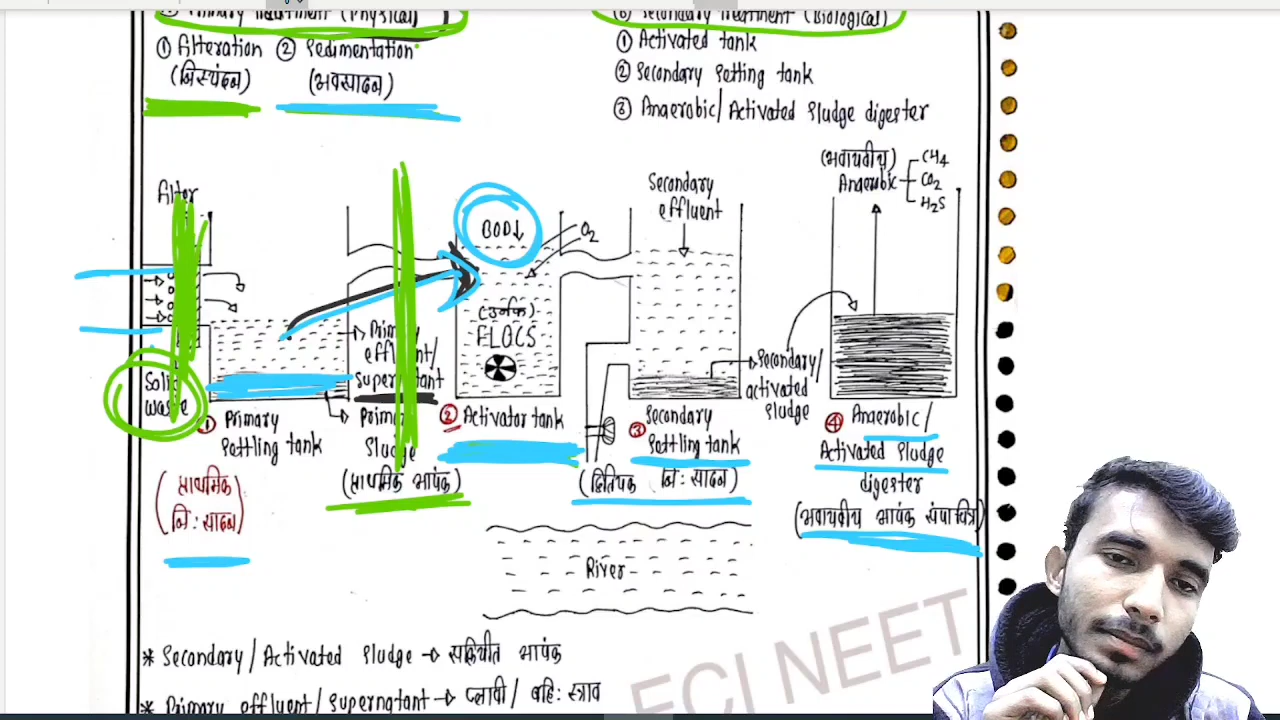 Primary Treatment (Physical)
① Alteration ② Sedimentation
(निस्पंदन) (अवसादन)
⑥ Secondary Treatment (Biological)
① Activated tank
② Secondary Settling tank
③ Anaerobic/Activated Sludge digester
Alter
Solid
waste
① Primary
Settling tank
(प्राथमिक
नि: सादन)
Primary
effluent/
Supernatant
Primary
Sludge
(प्राथमिक आपंक)
BOD↓
O₂
FLOCS
② Activator tank
Secondary
effluent
Secondary/
activated
Sludge
③ Secondary
Settling tank
(द्वितियक नि: सादन)
(अवायवीय)
Anaerobic
CH₄
CO₂
H₂S
④ Anaerobic/
Activated Sludge
digester
(अवायवीय आपंक संपाचित्र)
River
* Secondary/Activated Sludge → सक्रियीत आपंक
* Primary effluent/Supernatant → प्लावी/बहि: स्त्राव
ECI NEET